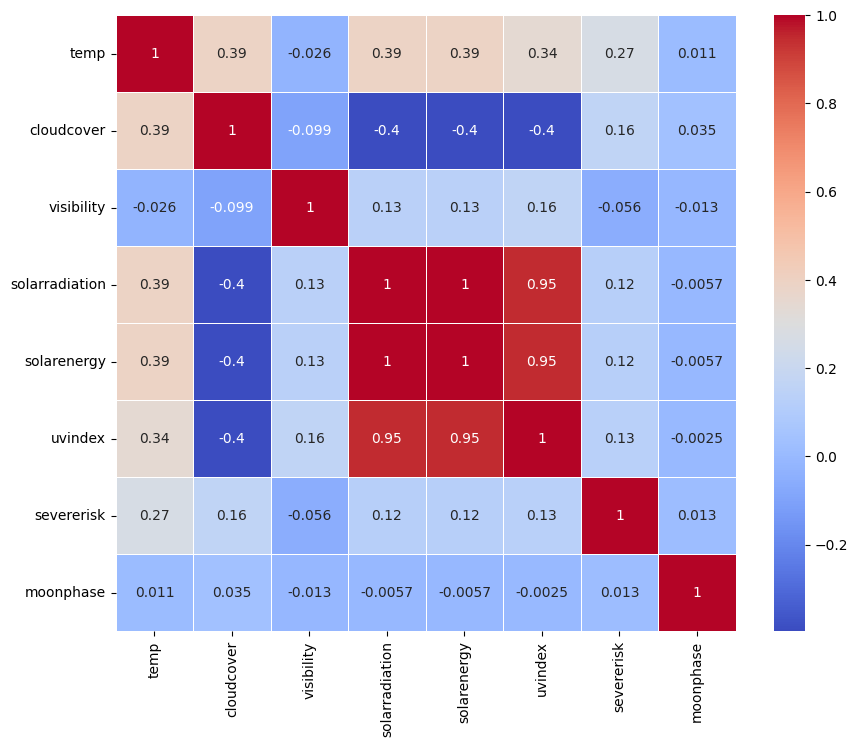 temp 1 0.39 -0.026 0.39 0.39 0.34 0.27 0.011
cloudcover 0.39 1 -0.099 -0.4 -0.4 -0.4 0.16 0.035
visibility -0.026 -0.099 1 0.13 0.13 0.16 -0.056 -0.013
solarradiation 0.39 -0.4 0.13 1 1 0.95 0.12 -0.0057
solarenergy 0.39 -0.4 0.13 1 1 0.95 0.12 -0.0057
uvindex 0.34 -0.4 0.16 0.95 0.95 1 0.13 -0.0025
severerisk 0.27 0.16 -0.056 0.12 0.12 0.13 1 0.013
moonphase 0.011 0.035 -0.013 -0.0057 -0.0057 -0.0025 0.013 1
temp cloudcover visibility solarradiation solarenergy uvindex severerisk moonphase
1.0
0.8
0.6
0.4
0.2
0.0
−0.2